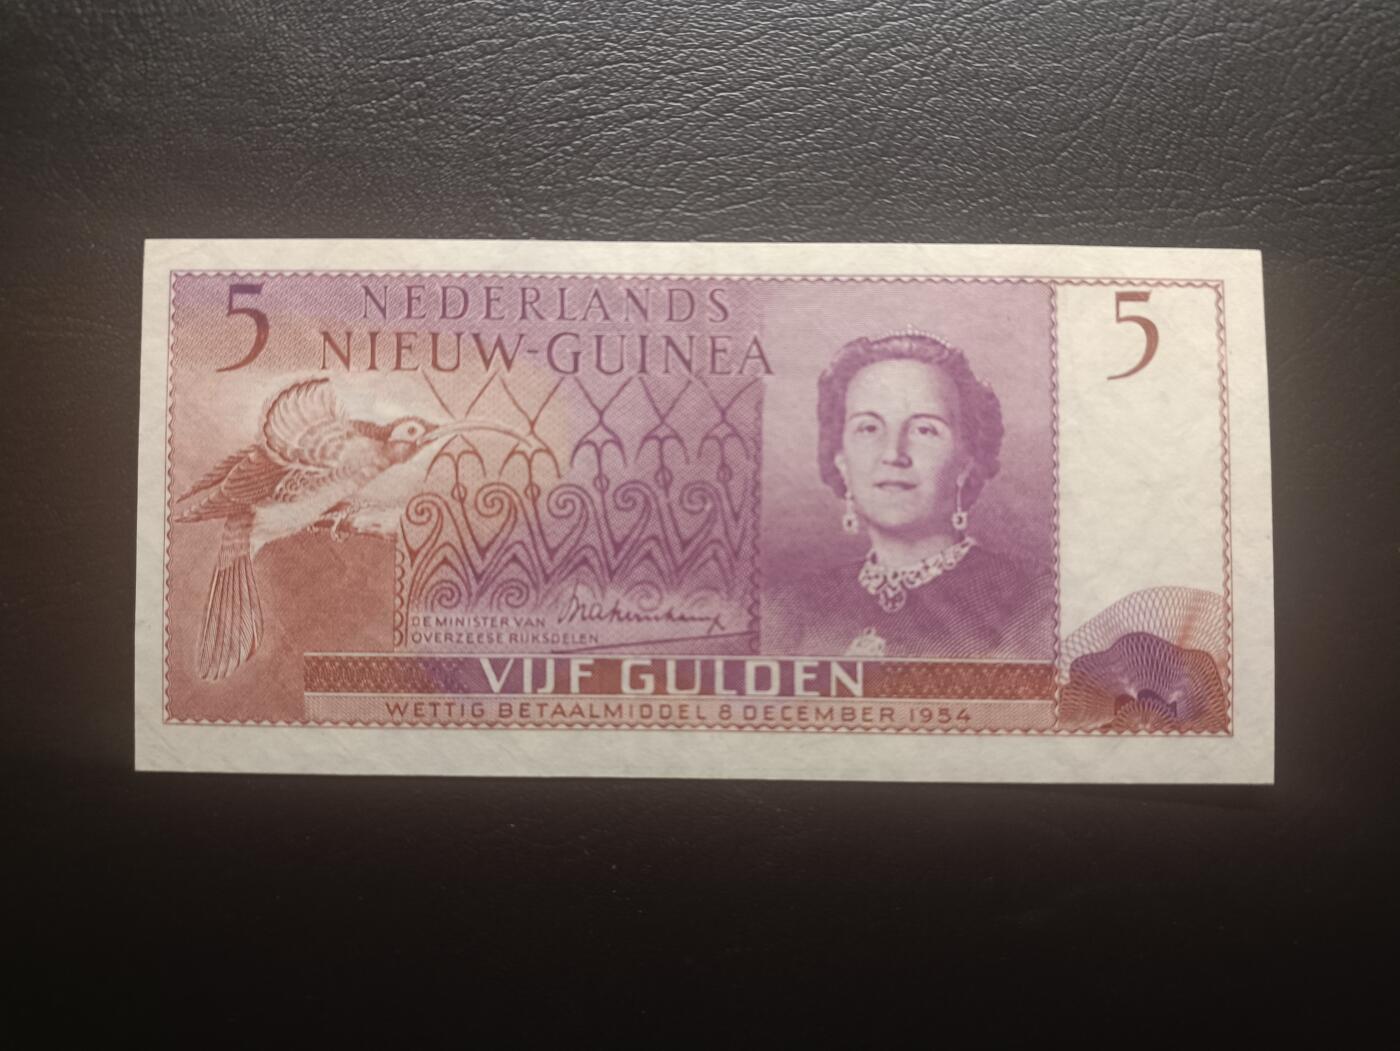 5
NEDERLANDS
NIEUW-GUINEA
5
DE MINISTER VAN
OVERZEESE RIJKSDELEN
VIJF GULDEN
WETTIG BETAALMIDDEL 8 DECEMBER 1954